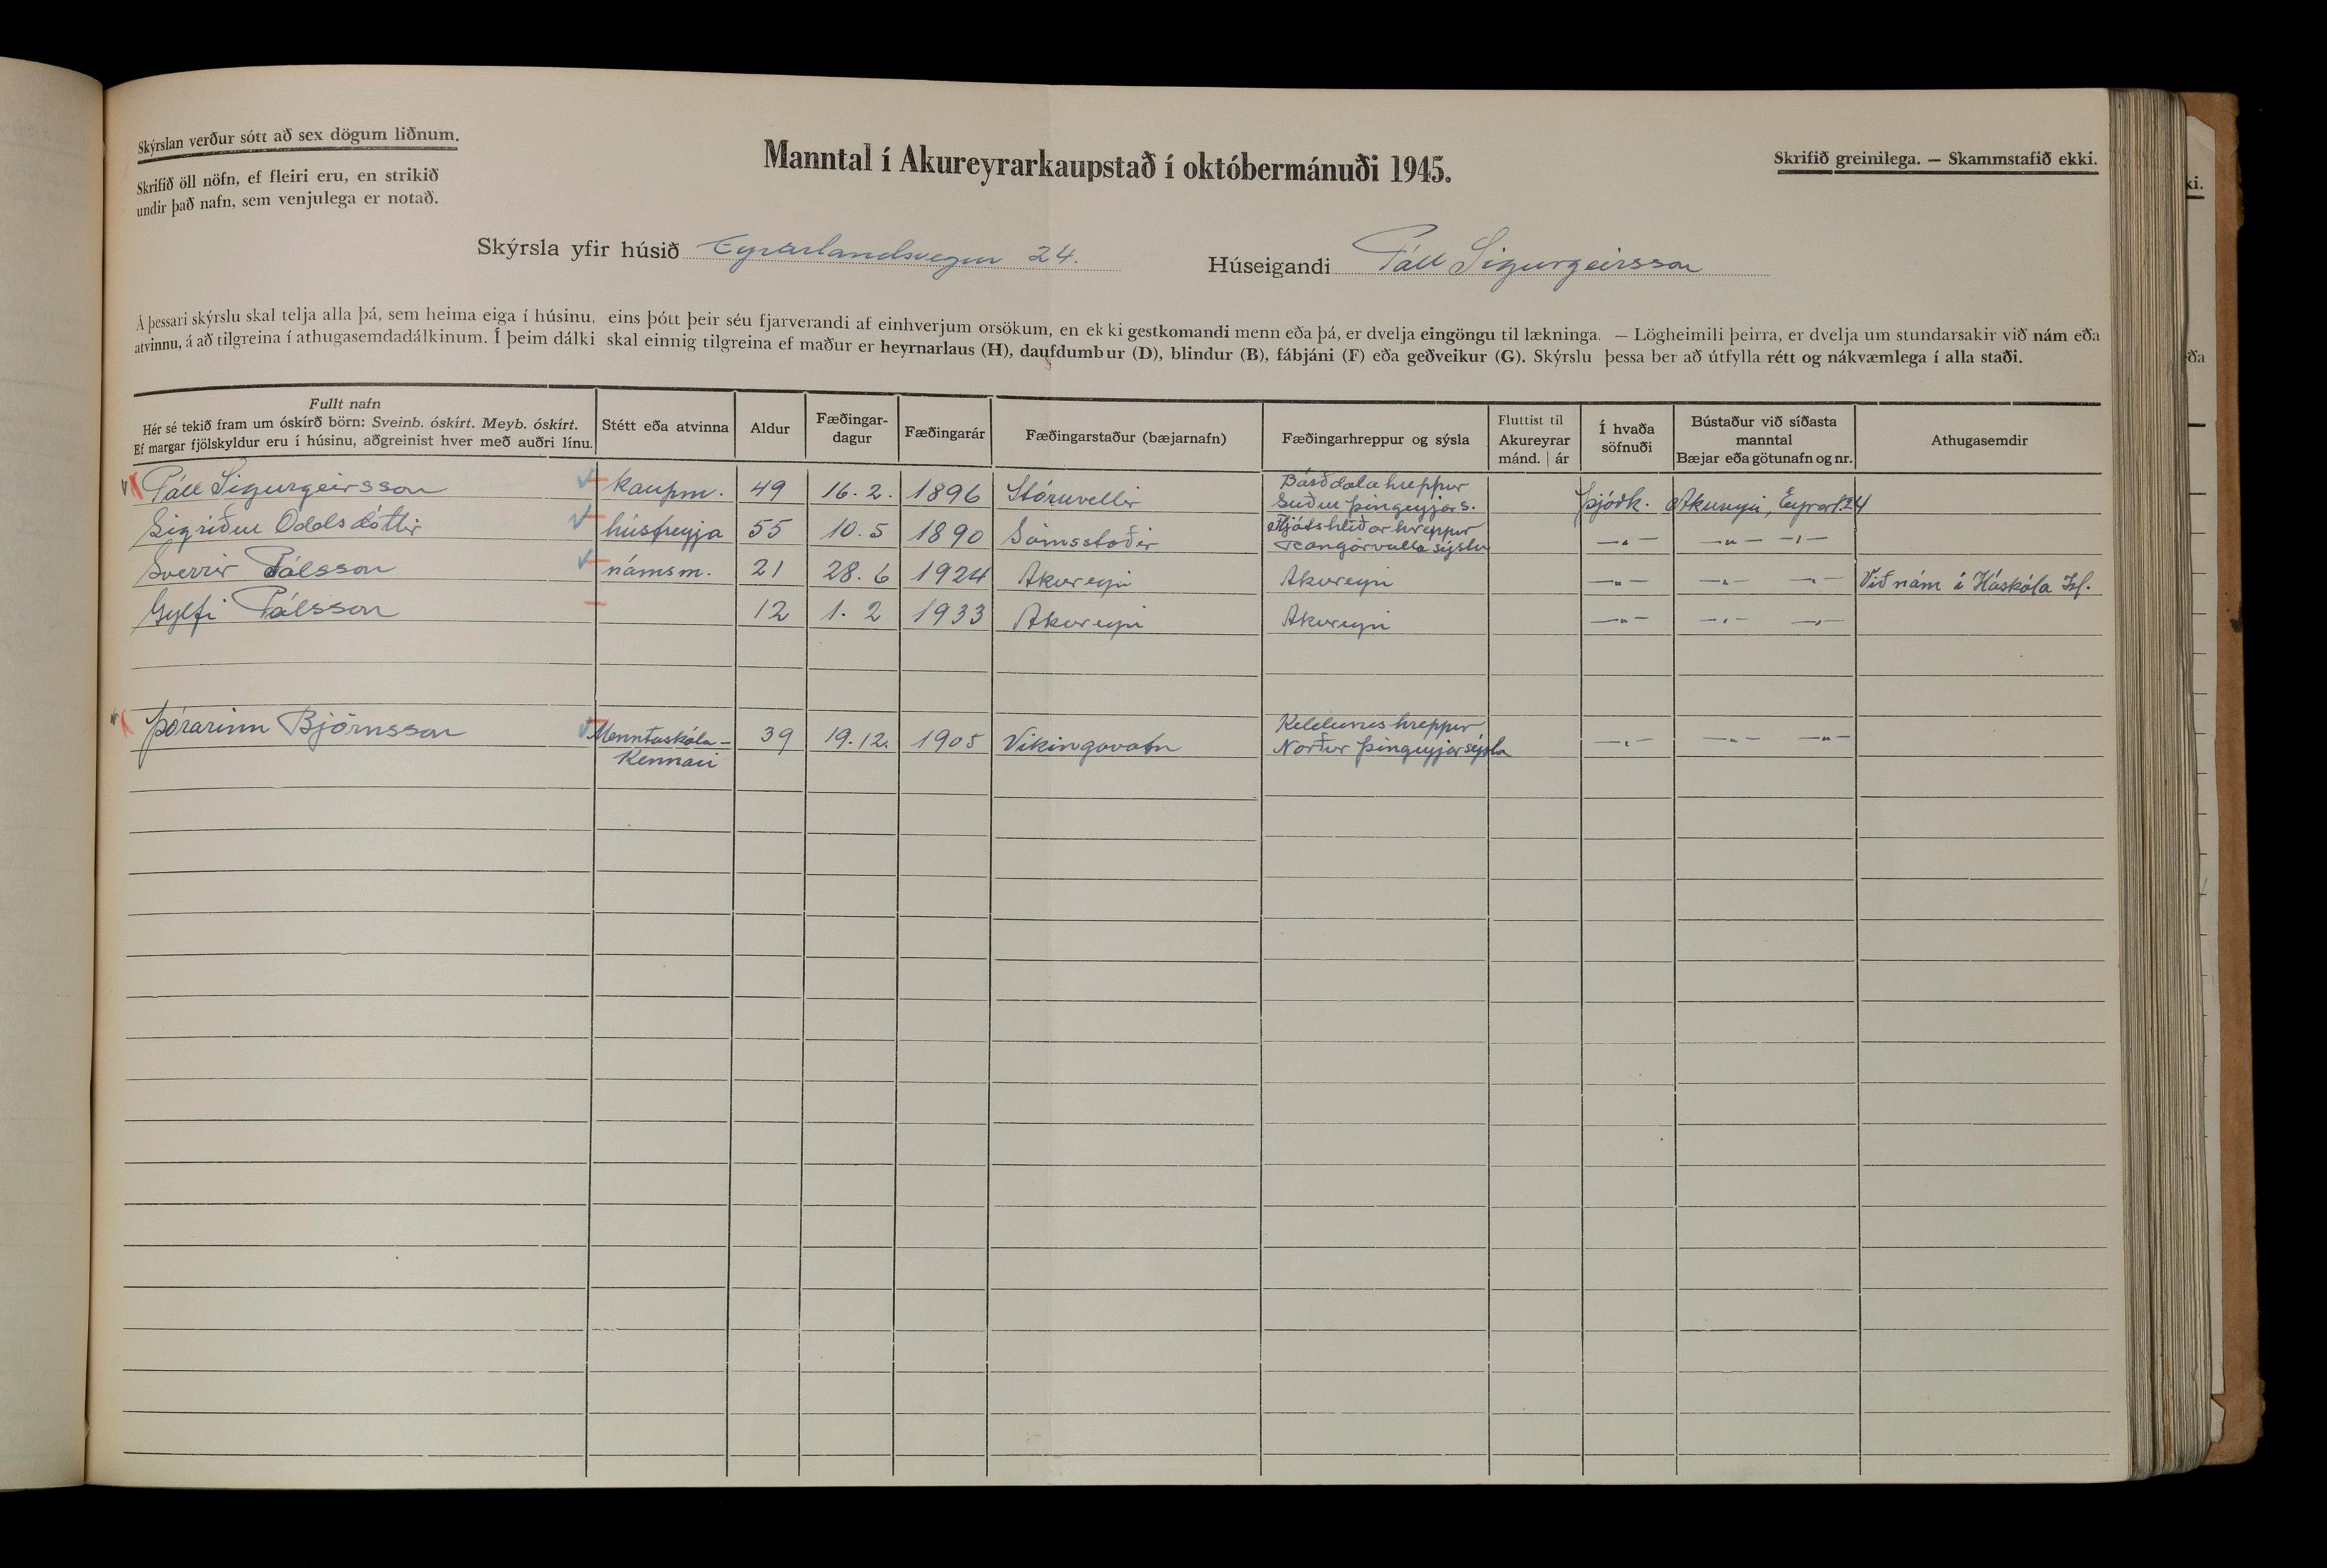 Skýrslan verður sótt að sex dögum liðnum.
Skrifið öll nöfn, ef fleiri eru, en strikið
undir það nafn, sem venjulega er notað.
Manntal í Akureyrarkaupstað í októbermánuði 1945.
Skrifið greinilega. — Skammstafið ekki.
Skýrsla yfir húsið Eyrarlandsvegur 24. Húseigandi Páll Sigurgeirsson
Á þessari skýrslu skal telja alla þá, sem heima eiga í húsinu, eins þótt þeir séu fjarverandi af einhverjum orsökum, en ekki gestkomandi menn eða þá, er dvelja eingöngu til lækninga. — Lögheimili þeirra, er dvelja um stundarsakir við nám eða
atvinnu, á að tilgreina í athugasemdadálkinum. Í þeim dálki skal einnig tilgreina ef maður er heyrnarlaus (H), daufdumbur (D), blindur (B), fábjáni (F) eða geðveikur (G). Skýrslu þessa ber að útfylla rétt og nákvæmlega í alla staði.
Fullt nafn
Hér sé tekið fram um óskírð börn: Sveinb. óskírt. Meyb. óskírt.
Ef margar fjölskyldur eru í húsinu, aðgreinist hver með auðri línu.
Stétt eða atvinna
Aldur
Fæðingar-
dagur
Fæðingarár
Fæðingarstaður (bæjarnafn)
Fæðingarhreppur og sýsla
Fluttist til
Akureyrar
mánd. | ár
Í hvaða
söfnuði
Bústaður við síðasta
manntal
Bæjar eða götunafn og nr.
Athugasemdir
Páll Sigurgeirsson kaupm. 49 16. 2. 1896 Stóruvellir Bárðdælahreppur Suður þingeyjars. Þjóðk. Akureyri, Eyrarl. 24
Sigríður Oddsdóttir húsfreyja 55 10. 5 1890 Sámsstaðir Fljótshlíðarhreppur Rangárvallasýslu —„— —„— —„—
Sverrir Pálsson námsm. 21 28. 6 1924 Akureyri Akureyri —„— —„— —„— Við nám í Háskóla Ísl.
Gylfi Pálsson 12 1. 2 1933 Akureyri Akureyri —„— —„— —„—
Þórarinn Björnsson Menntaskóla- 39 19. 12. 1905 Víkingavatn Kelduneshreppur Norður þingeyjarsýsla —„— —„— —„—
Kennari
ki.
ða